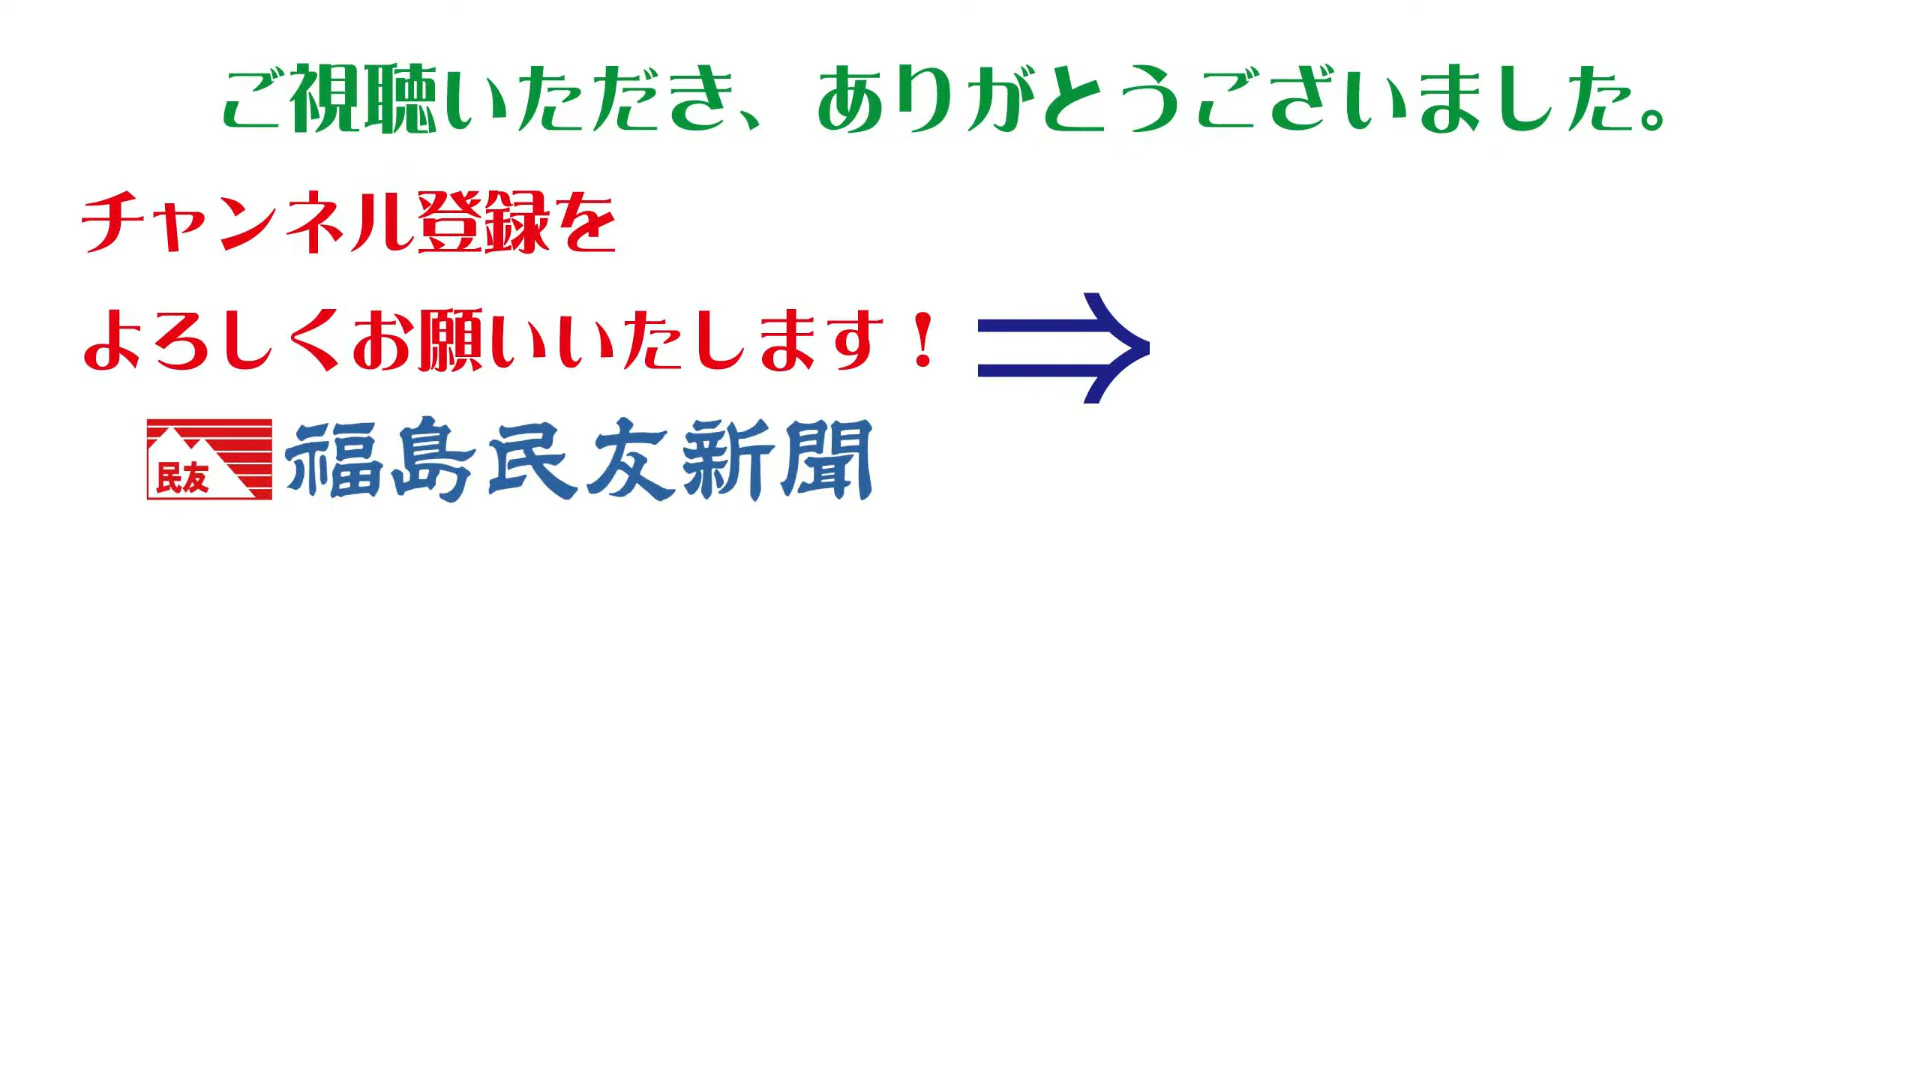 ご視聴いただき、ありがとうございました。
チャンネル登録を
よろしくお願いいたします！⇒
民友 福島民友新聞